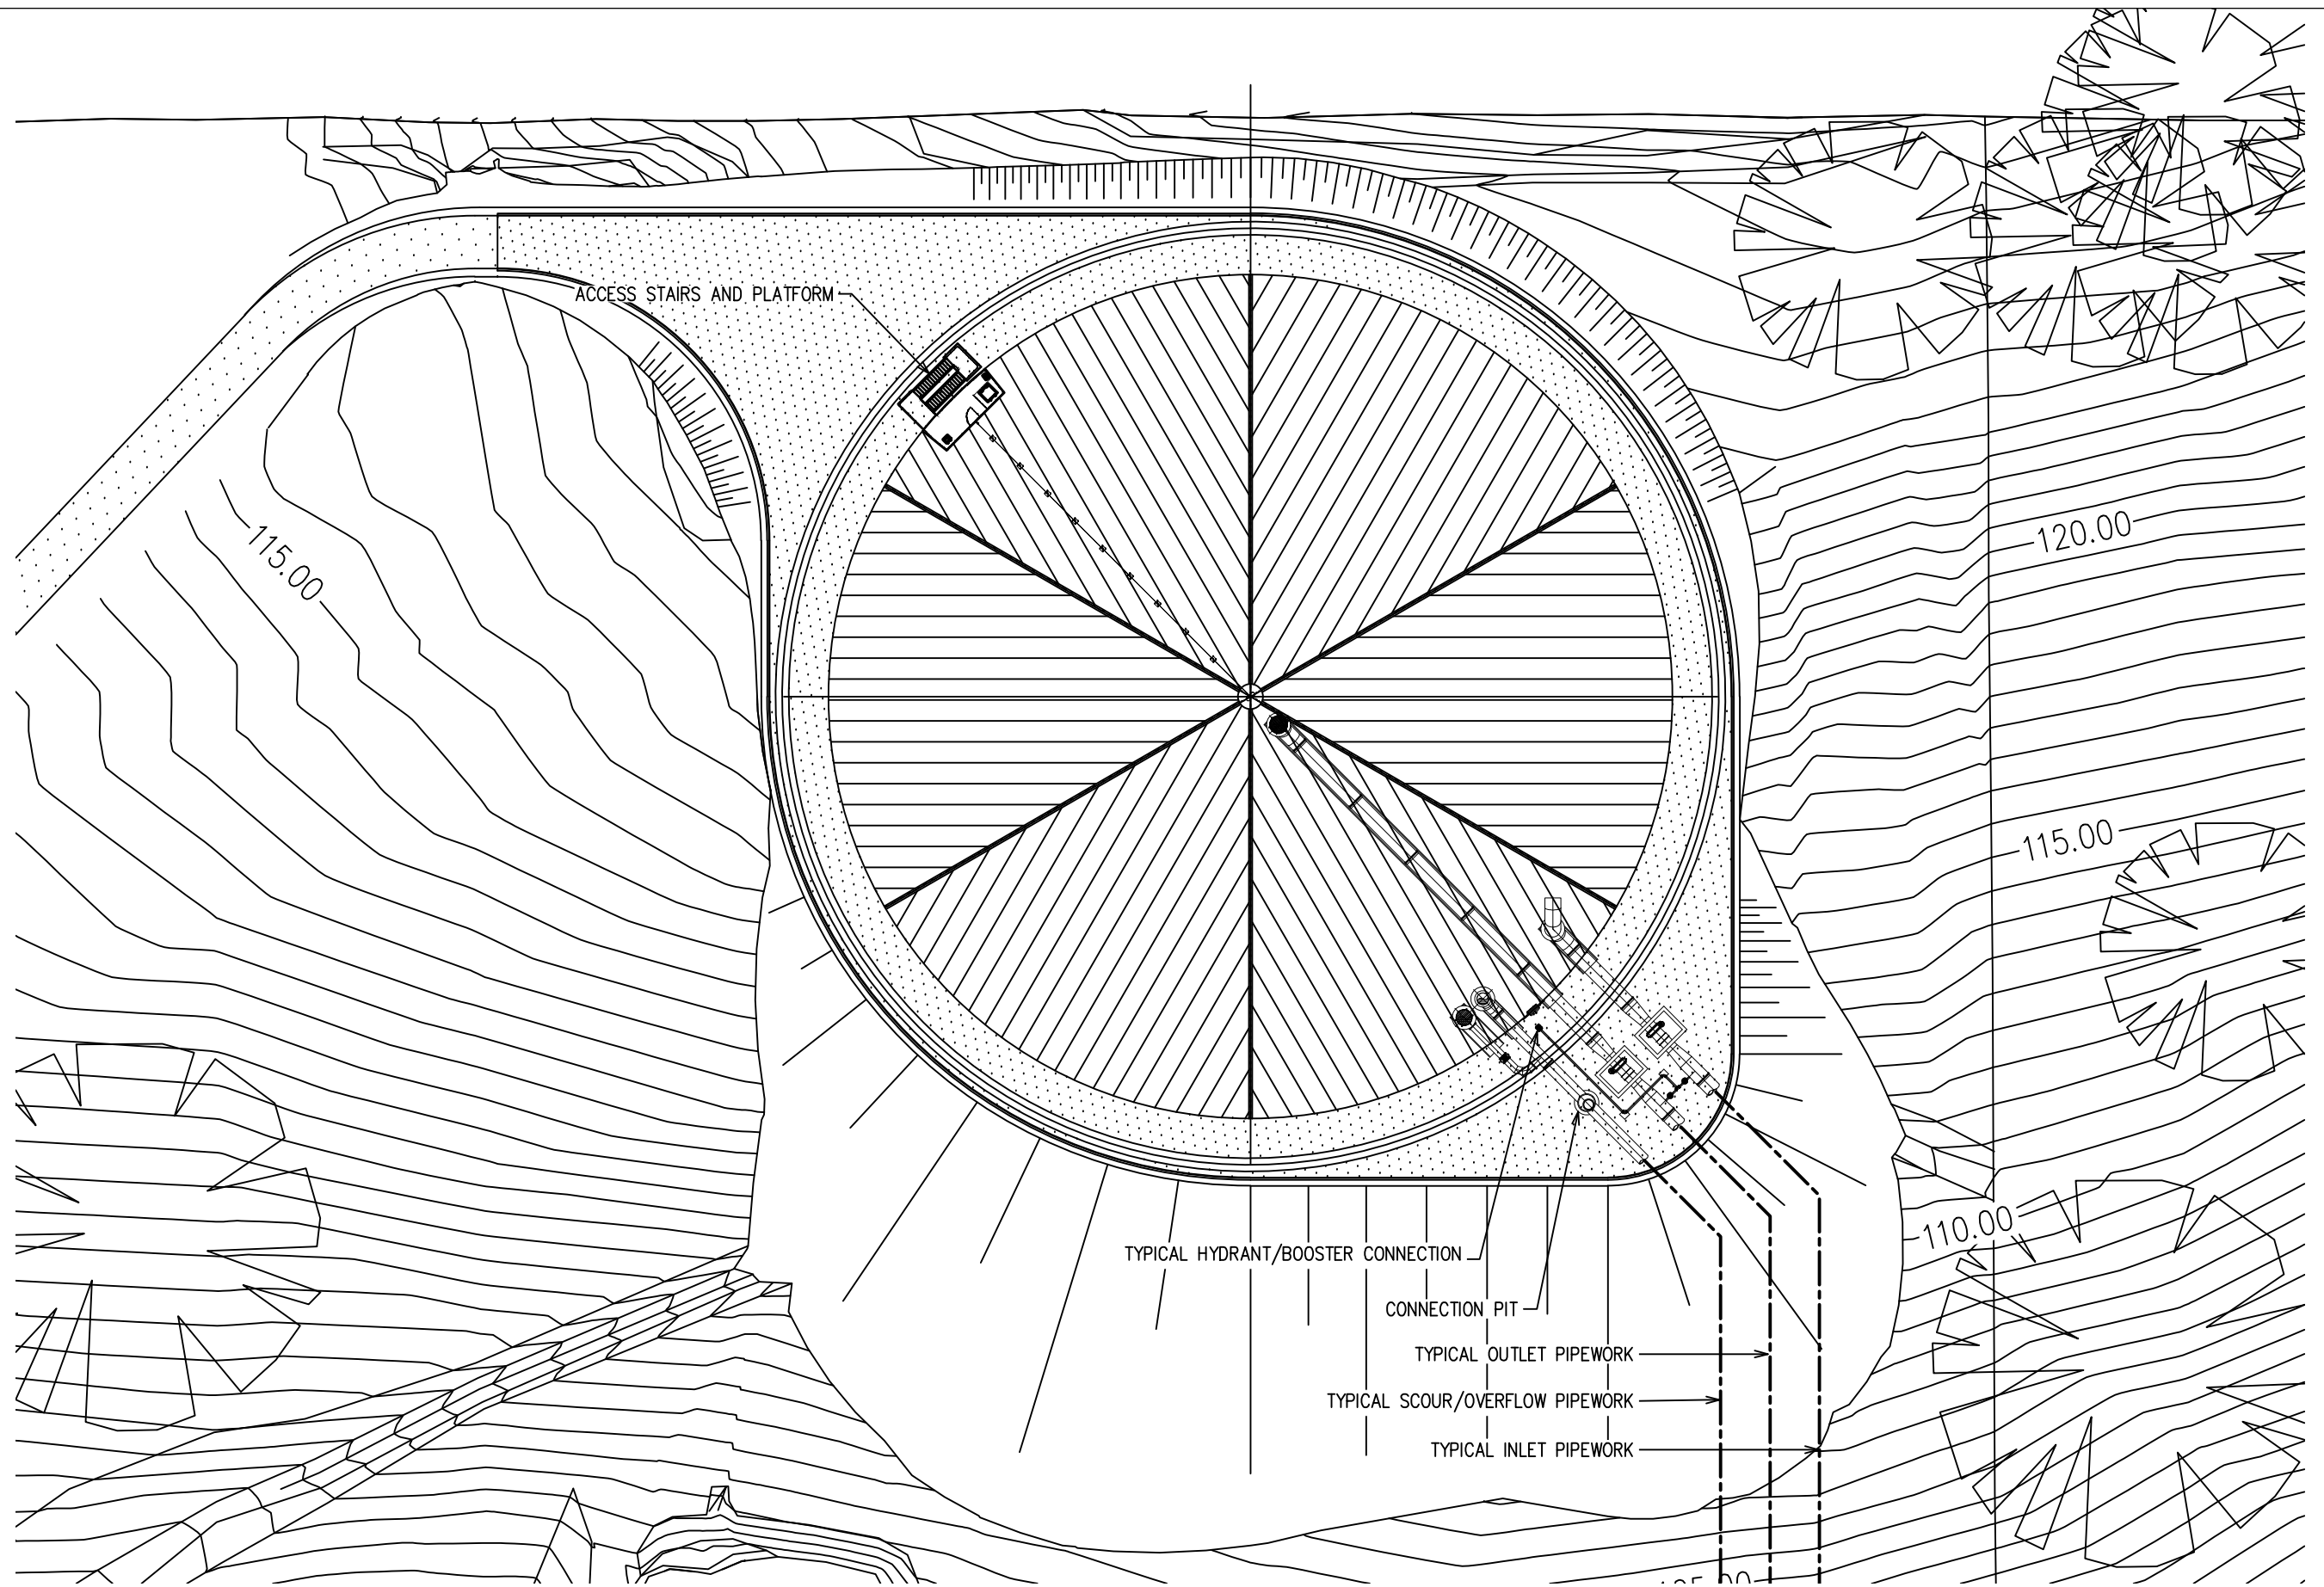 ACCESS STAIRS AND PLATFORM
120.00
115.00
115.00
110.00
TYPICAL HYDRANT/BOOSTER CONNECTION
CONNECTION PIT
TYPICAL OUTLET PIPEWORK
TYPICAL SCOUR/OVERFLOW PIPEWORK
TYPICAL INLET PIPEWORK